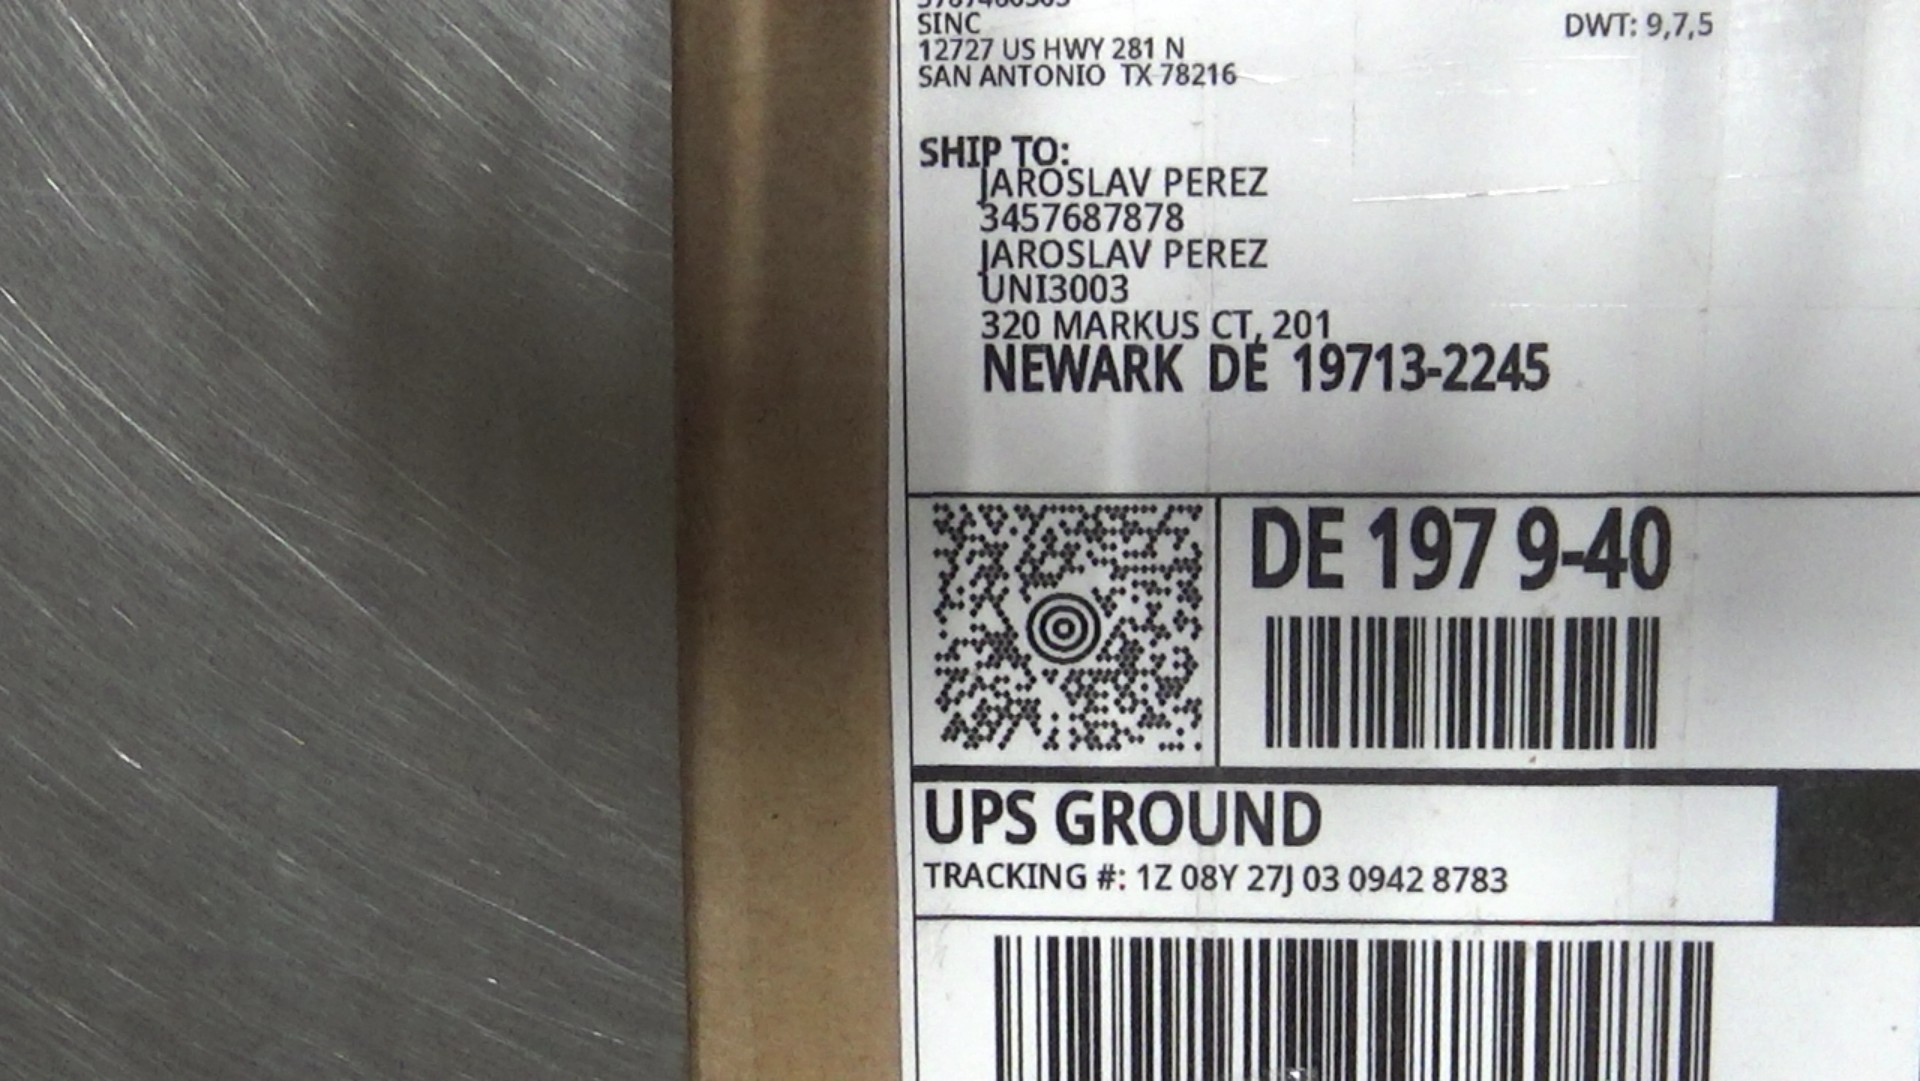 SINC
DWT: 9,7,5
12727 US HWY 281 N
SAN ANTONIO TX 78216
SHIP TO:
JAROSLAV PEREZ
3457687878
JAROSLAV PEREZ
UNI3003
320 MARKUS CT, 201
NEWARK DE 19713-2245
DE 197 9-40
UPS GROUND
TRACKING #: 1Z 08Y 27J 03 0942 8783